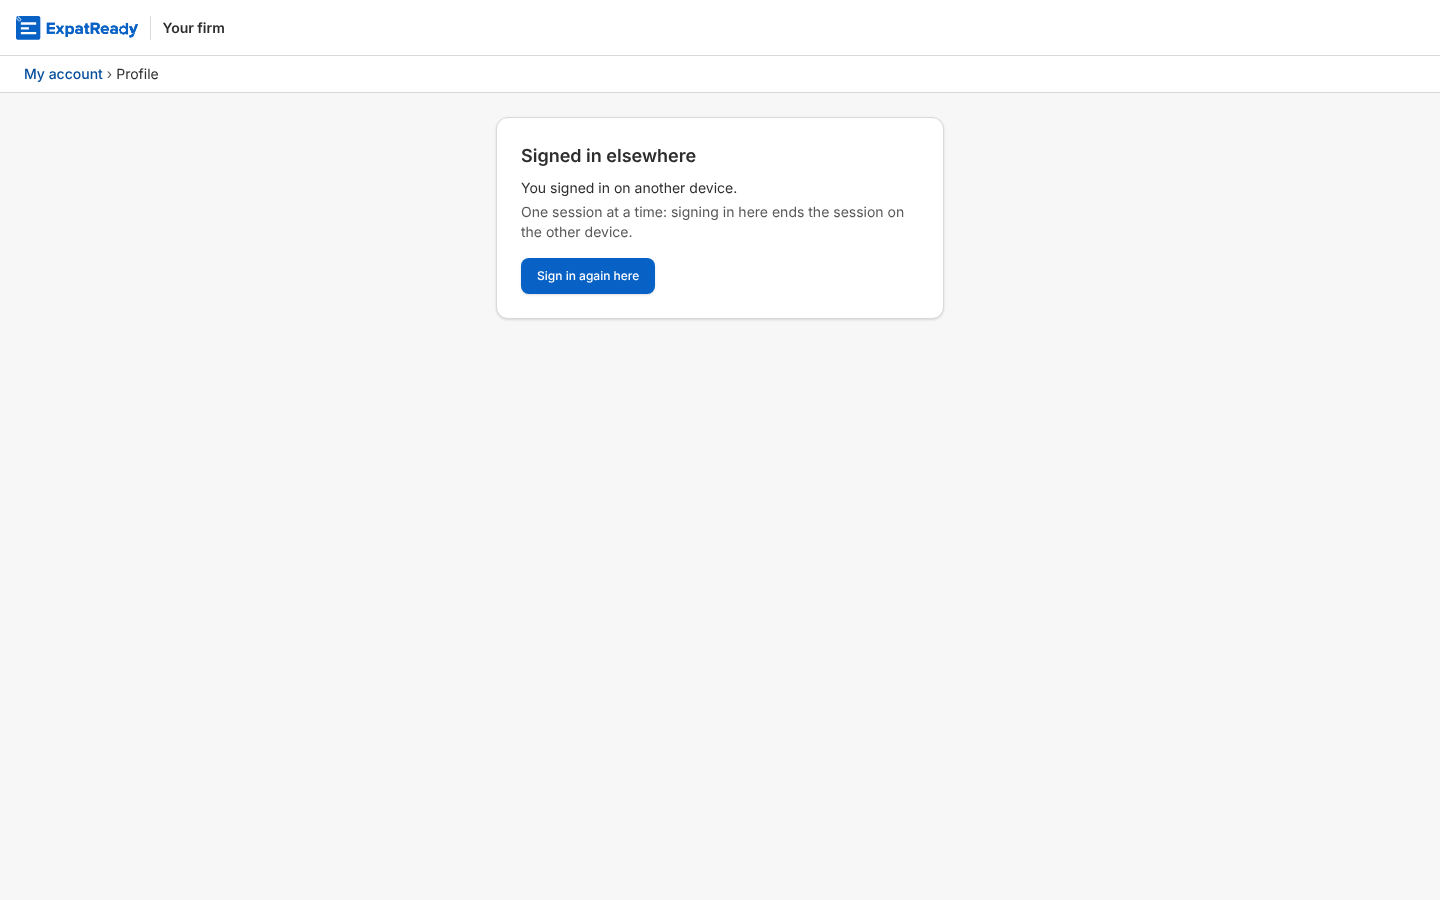 ExpatReady
Your firm
My account › Profile
Signed in elsewhere
You signed in on another device.
One session at a time: signing in here ends the session on
the other device.
Sign in again here